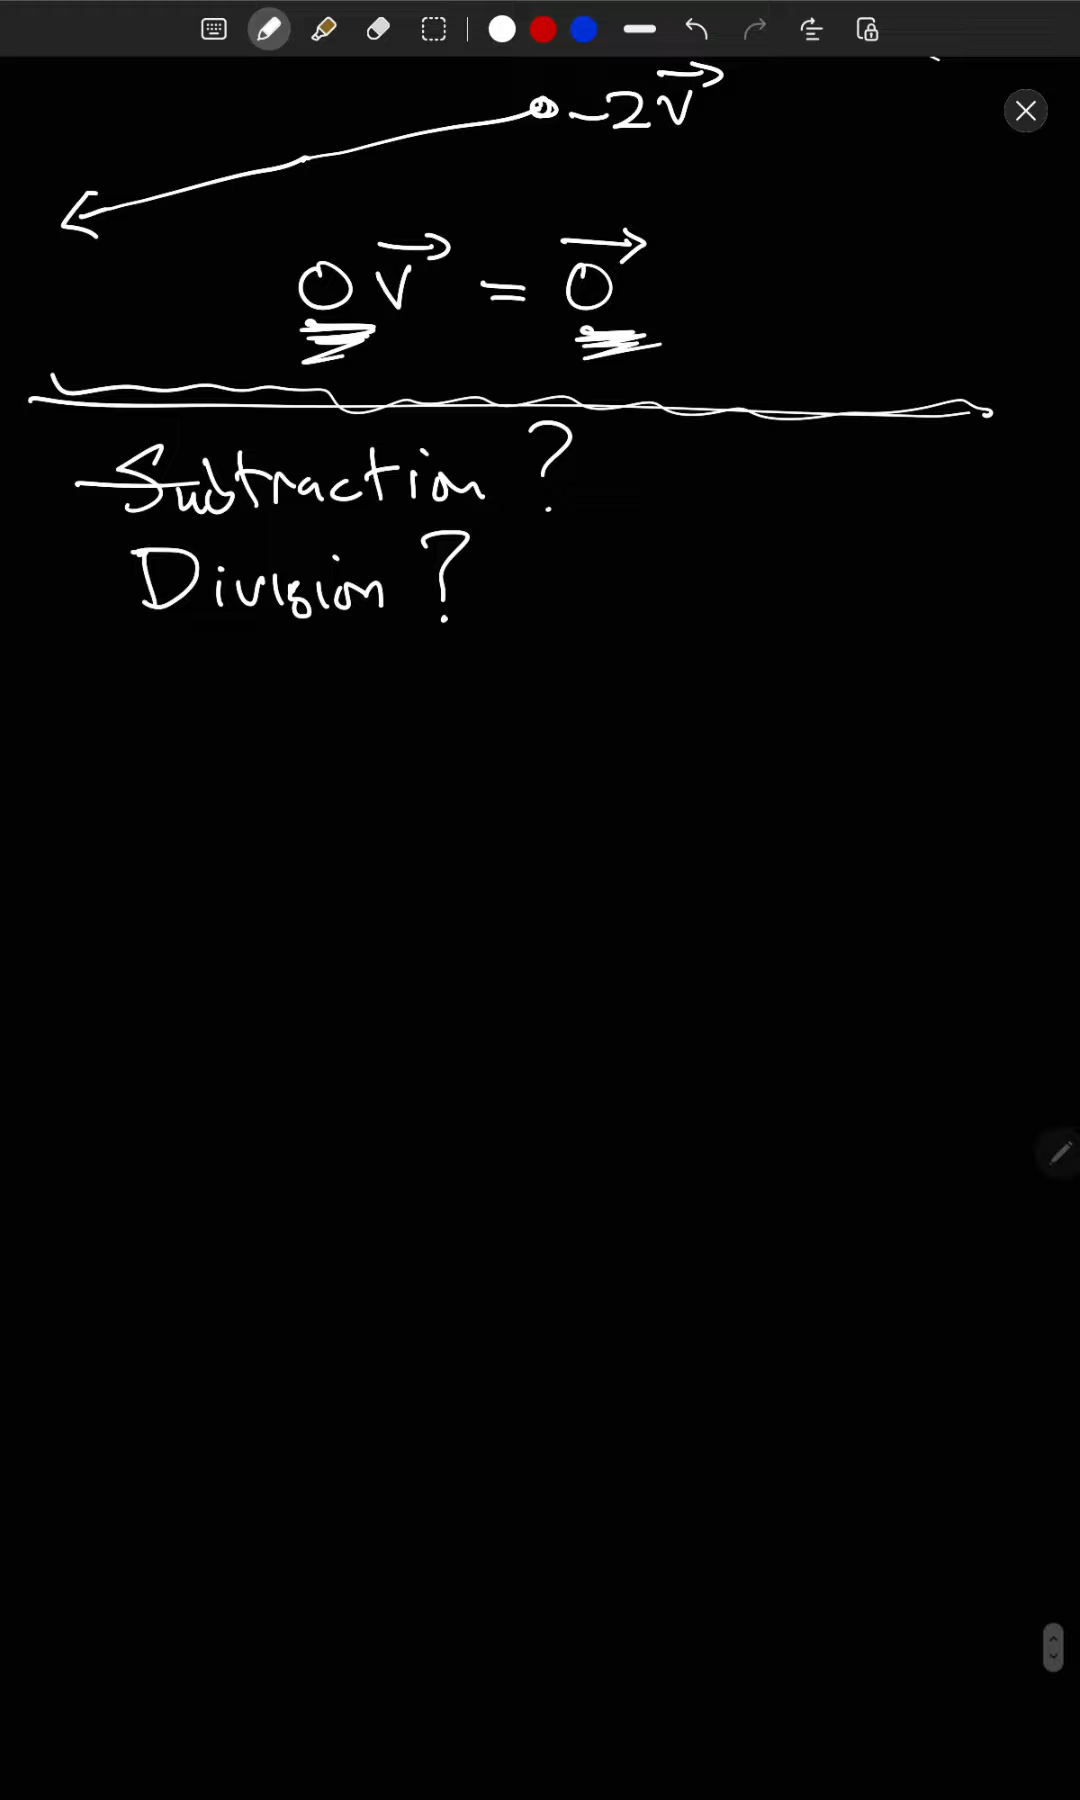 -2v⃗
0v⃗ = 0⃗
Subtraction ?
Division ?